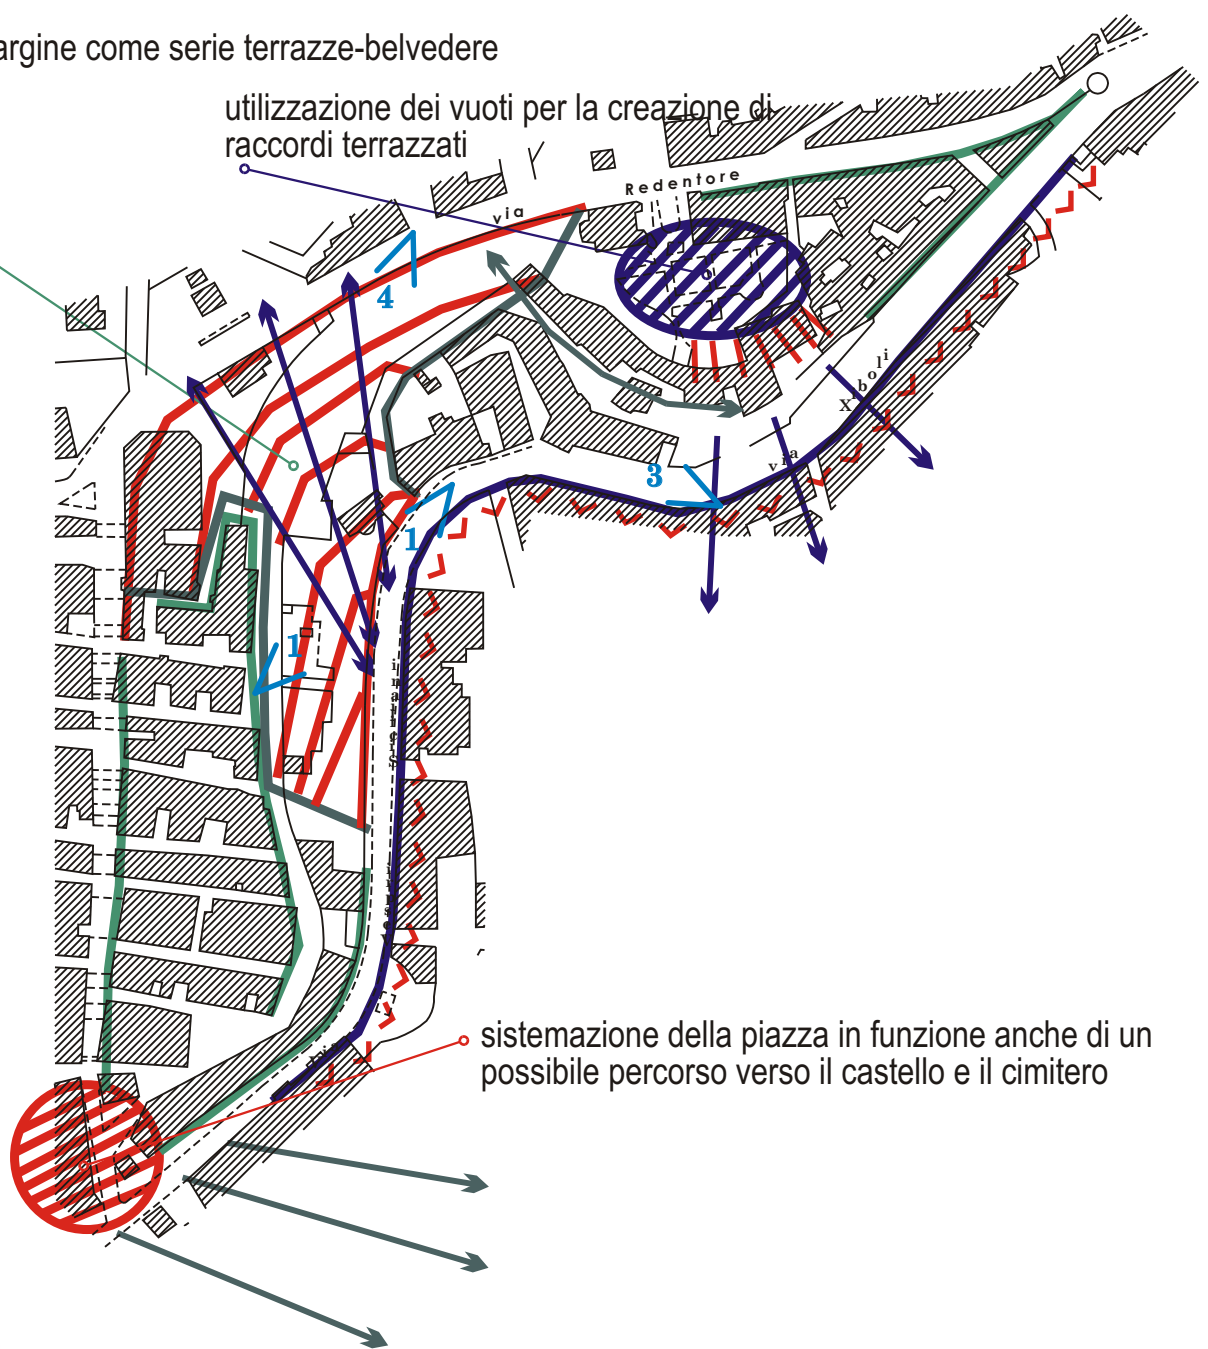 argine come serie terrazze-belvedere
utilizzazione dei vuoti per la creazione di
raccordi terrazzati
via Redentore
4
via Xiboli
3
1
1
sistemazione della piazza in funzione anche di un
possibile percorso verso il castello e il cimitero